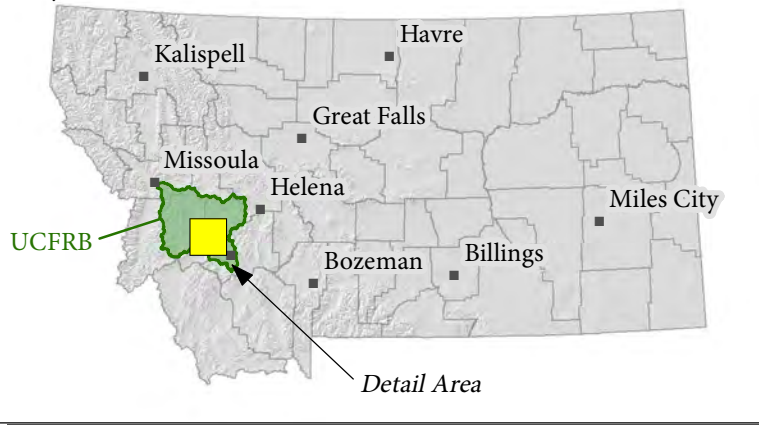 Havre
Kalispell
Great Falls
Missoula
Helena
Miles City
UCFRB
Bozeman
Billings
Detail Area